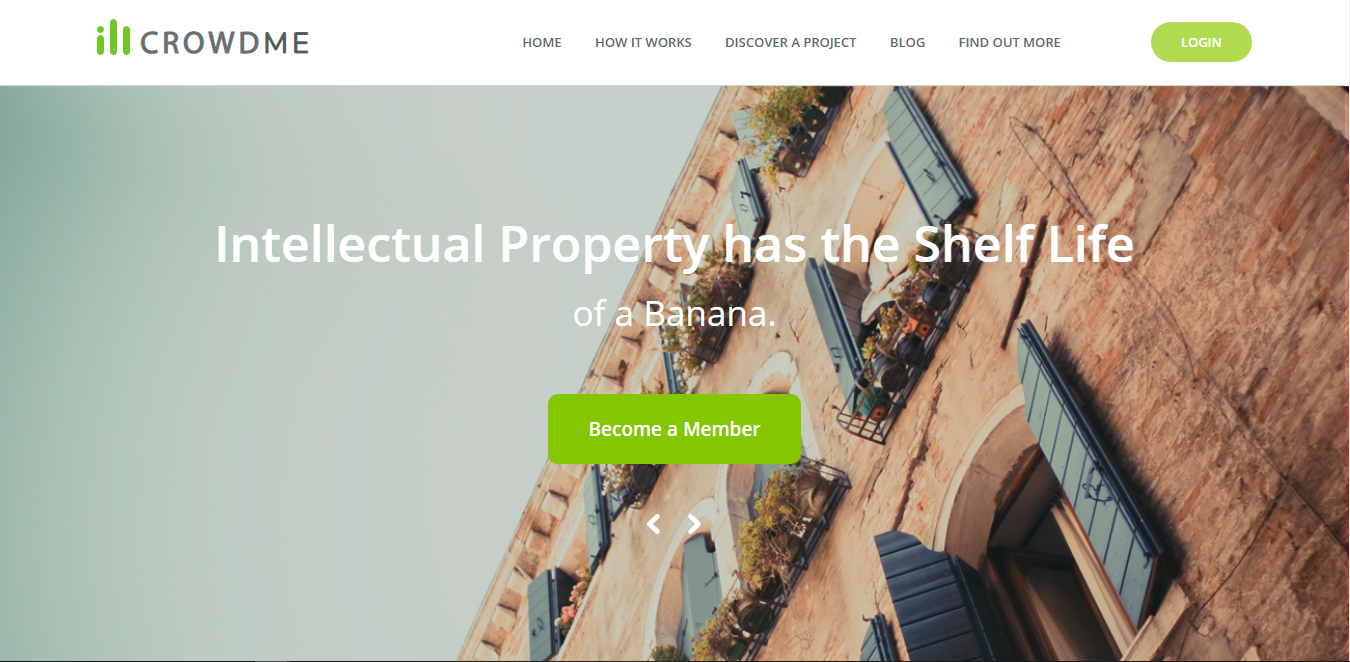 CROWDME
HOME HOW IT WORKS DISCOVER A PROJECT BLOG FIND OUT MORE LOGIN
Intellectual Property has the Shelf Life
of a Banana.
Become a Member